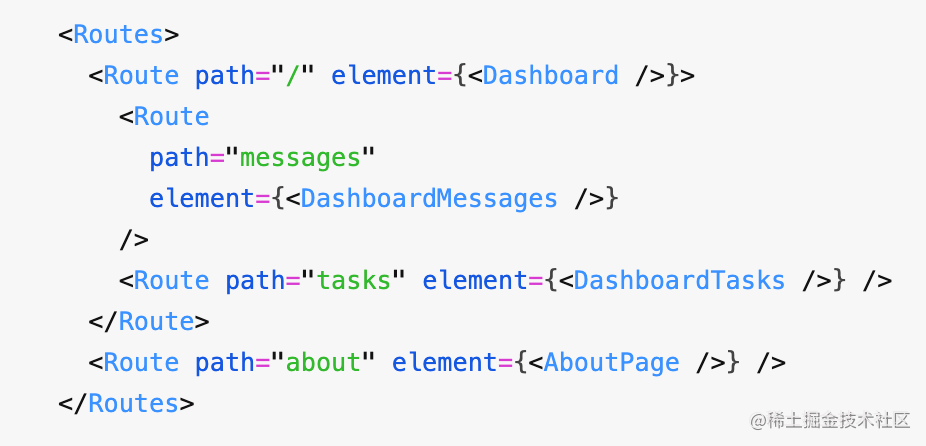 <Routes>
  <Route path="/" element={<Dashboard />}>
    <Route
      path="messages"
      element={<DashboardMessages />}
    />
    <Route path="tasks" element={<DashboardTasks />} />
  </Route>
  <Route path="about" element={<AboutPage />} />
</Routes>
@稀土掘金技术社区